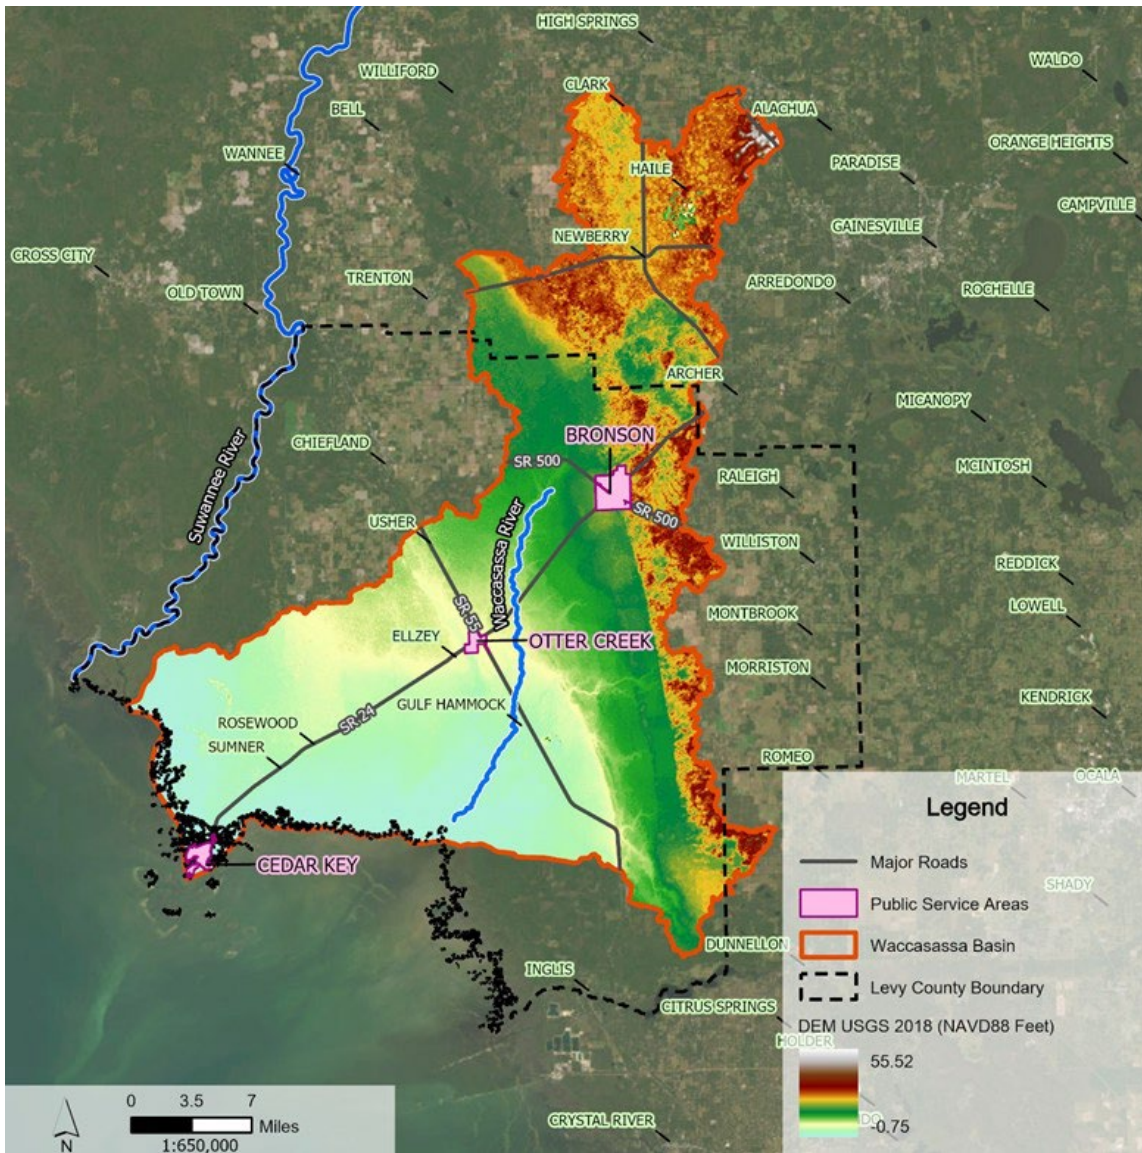 HIGH SPRINGS
WALDO
WILLIFORD
CLARK
BELL
ALACHUA
ORANGE HEIGHTS
WANNEE
PARADISE
HAILE
CAMPVILLE
GAINESVILLE
NEWBERRY
CROSS CITY
TRENTON
ARREDONDO
OLD TOWN
ROCHELLE
ARCHER
MICANOPY
BRONSON
CHIEFLAND
SR 500
MCINTOSH
RALEIGH
Suwannee River
SR 500
USHER
Waccasassa River
WILLISTON
REDDICK
SR 55
LOWELL
MONTBROOK
ELLZEY
OTTER CREEK
MORRISTON
GULF HAMMOCK
KENDRICK
SR 24
ROSEWOOD
SUMNER
ROMEO
MARTEL
OCALA
Legend
CEDAR KEY
Major Roads
SHADY
Public Service Areas
DUNNELLON
Waccasassa Basin
INGLIS
Levy County Boundary
CITRUS SPRINGS
DEM USGS 2018 (NAVD88 Feet)
HOLDER
55.52
-0.75
CRYSTAL RIVER
0 3.5 7
Miles
1:650,000
N